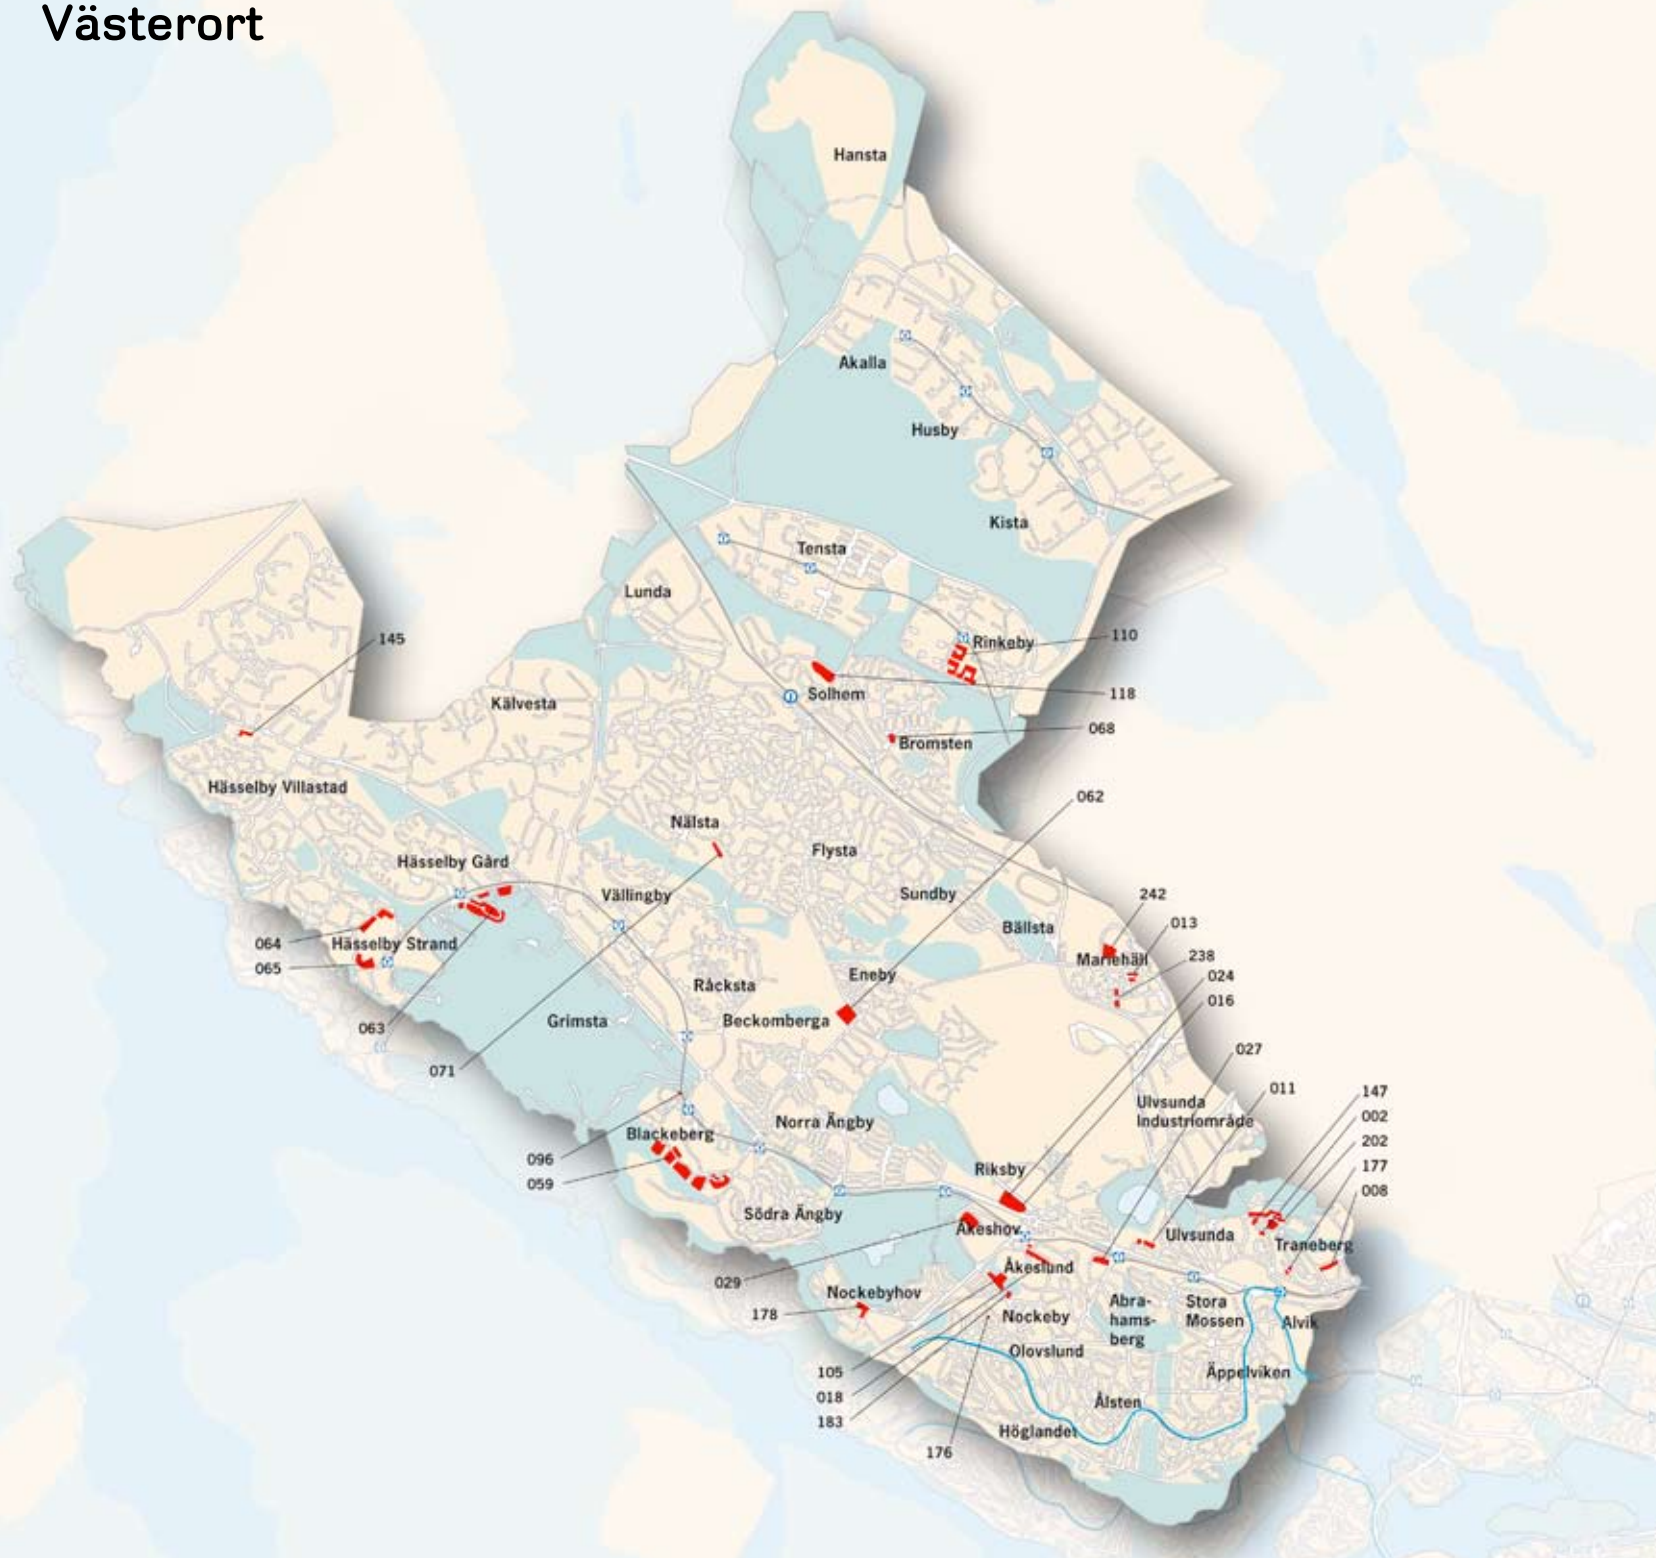 Västerort
Hansta
Akalla
Husby
Kista
Tensta
Lunda
145
Rinkeby
110
Solhem
118
Kälvesta
068
Bromsten
Hässelby Villastad
062
Nälsta
Flysta
Hässelby Gård
Vällingby
Sundby
242
013
Bällsta
064
Hässelby Strand
Mariehäll
238
065
Eneby
024
Råcksta
016
063
Grimsta
Beckomberga
027
071
011
147
Ulvsunda
Industriområde
002
Norra Ängby
Blackeberg
202
096
Riksby
177
059
008
Södra Ängby
Åkeshov
Ulvsunda
Traneberg
Åkeslund
029
Nockebyhov
178
Nockeby
Abra-
hams-
berg
Stora
Mossen
Alvik
Olovslund
105
Äppelviken
018
Ålsten
183
Höglandet
176